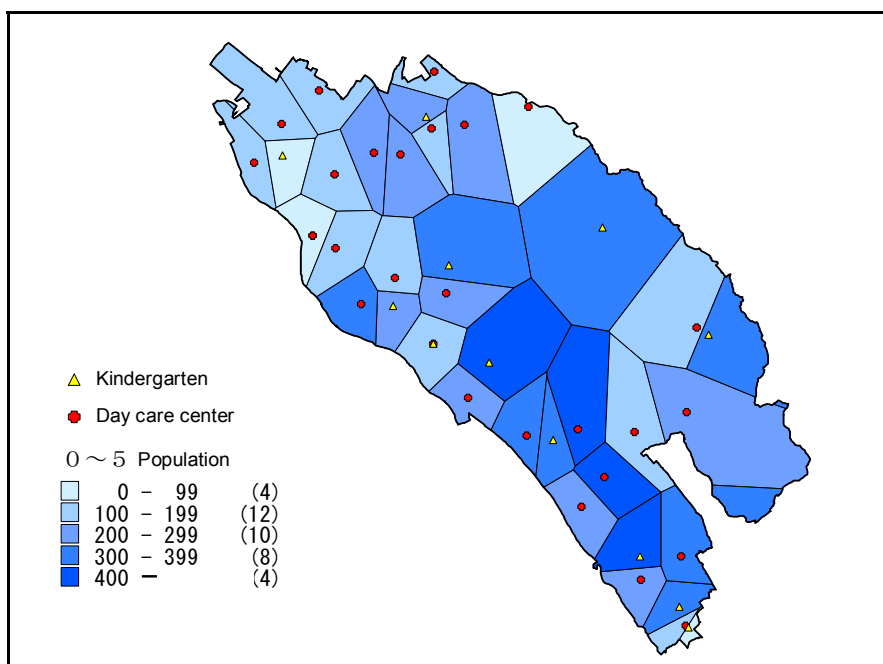 Kindergarten
Day care center
0～5 Population
0 - 99 (4)
100 - 199 (12)
200 - 299 (10)
300 - 399 (8)
400 - (4)